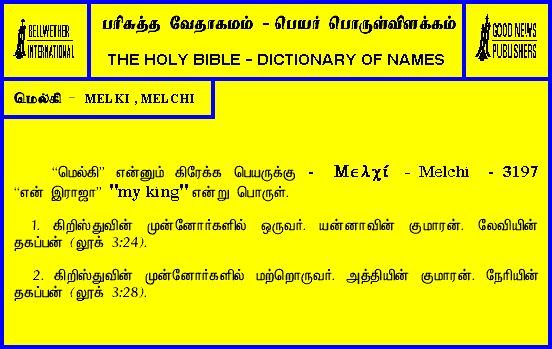 BELLWETHER
INTERNATIONAL
பரிசுத்த வேதாகமம் - பெயர் பொருள்விளக்கம்
THE HOLY BIBLE - DICTIONARY OF NAMES
GOOD NEWS
PUBLISHERS
மெல்கி - MELKI , MELCHI
“மெல்கி” என்னும் கிரேக்க பெயருக்கு - Μελχί - Melchi - 3197
“என் இராஜா” "my king" என்று பொருள்.
1. கிறிஸ்துவின் முன்னோர்களில் ஒருவர். யன்னாவின் குமாரன். லேவியின்
தகப்பன் (லூக் 3:24).
2. கிறிஸ்துவின் முன்னோர்களில் மற்றொருவர். அத்தியின் குமாரன். நேரியின்
தகப்பன் (லூக் 3:28).